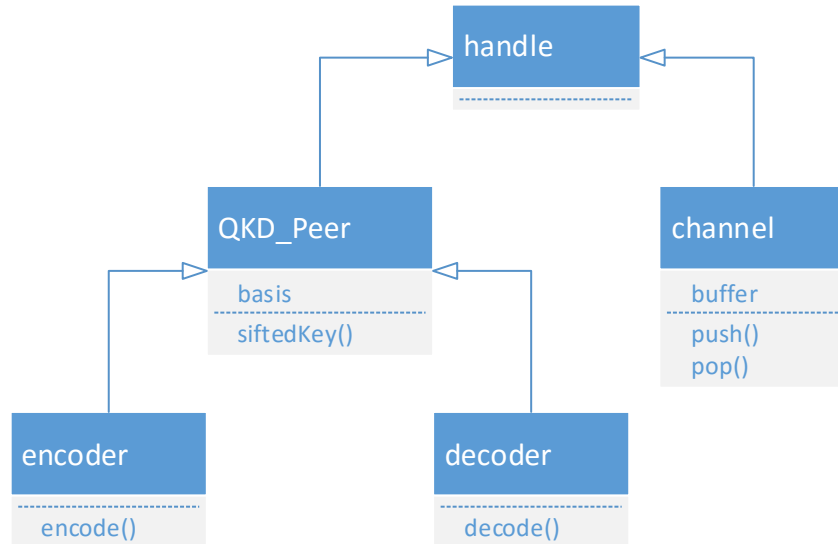 handle
QKD_Peer
basis
siftedKey()
channel
buffer
push()
pop()
encoder
encode()
decoder
decode()